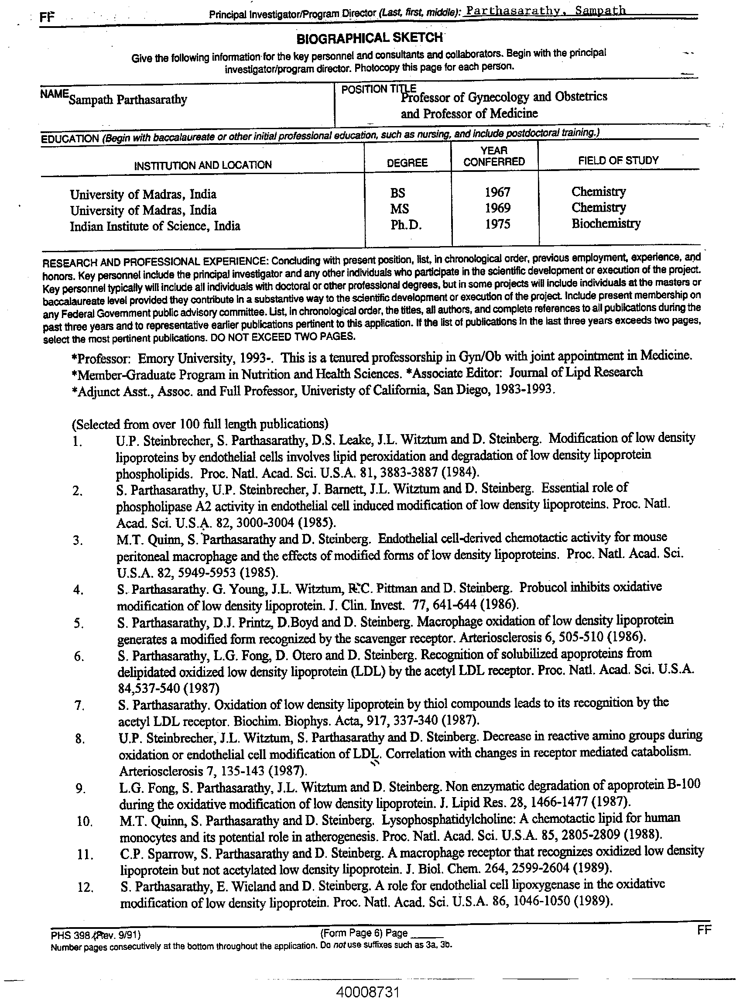 FF
Principal Investigator/Program Director (Last, first, middle): Parthasarathy, Sampath
BIOGRAPHICAL SKETCH
Give the following information for the key personnel and consultants and collaborators. Begin with the principal
investigator/program director. Photocopy this page for each person.
NAME
Sampath Parthasarathy
POSITION TITLE
Professor of Gynecology and Obstetrics
and Professor of Medicine
EDUCATION (Begin with baccalaureate or other initial professional education, such as nursing, and include postdoctoral training.)
INSTITUTION AND LOCATION DEGREE YEAR CONFERRED FIELD OF STUDY
University of Madras, India BS 1967 Chemistry
University of Madras, India MS 1969 Chemistry
Indian Institute of Science, India Ph.D. 1975 Biochemistry
RESEARCH AND PROFESSIONAL EXPERIENCE: Concluding with present position, list, in chronological order, previous employment, experience, and
honors. Key personnel include the principal investigator and any other individuals who participate in the scientific development or execution of the project.
Key personnel typically will include all individuals with doctoral or other professional degrees, but in some projects will include individuals at the masters or
baccalaureate level provided they contribute in a substantive way to the scientific development or execution of the project. Include present membership on
any Federal Government public advisory committee. List, in chronological order, the titles, all authors, and complete references to all publications during the
past three years and to representative earlier publications pertinent to this application. If the list of publications in the last three years exceeds two pages,
select the most pertinent publications. DO NOT EXCEED TWO PAGES.
*Professor: Emory University, 1993-. This is a tenured professorship in Gyn/Ob with joint appointment in Medicine.
*Member-Graduate Program in Nutrition and Health Sciences. *Associate Editor: Journal of Lipd Research
*Adjunct Asst., Assoc. and Full Professor, Univeristy of California, San Diego, 1983-1993.
(Selected from over 100 full length publications)
1. U.P. Steinbrecher, S. Parthasarathy, D.S. Leake, J.L. Witztum and D. Steinberg. Modification of low density
lipoproteins by endothelial cells involves lipid peroxidation and degradation of low density lipoprotein
phospholipids. Proc. Natl. Acad. Sci. U.S.A. 81, 3883-3887 (1984).
2. S. Parthasarathy, U.P. Steinbrecher, J. Barnett, J.L. Witztum and D. Steinberg. Essential role of
phospholipase A2 activity in endothelial cell induced modification of low density lipoproteins. Proc. Natl.
Acad. Sci. U.S.A. 82, 3000-3004 (1985).
3. M.T. Quinn, S. Parthasarathy and D. Steinberg. Endothelial cell-derived chemotactic activity for mouse
peritoneal macrophage and the effects of modified forms of low density lipoproteins. Proc. Natl. Acad. Sci.
U.S.A. 82, 5949-5953 (1985).
4. S. Parthasarathy. G. Young, J.L. Witztum, R.C. Pittman and D. Steinberg. Probucol inhibits oxidative
modification of low density lipoprotein. J. Clin. Invest. 77, 641-644 (1986).
5. S. Parthasarathy, D.J. Printz, D.Boyd and D. Steinberg. Macrophage oxidation of low density lipoprotein
generates a modified form recognized by the scavenger receptor. Arteriosclerosis 6, 505-510 (1986).
6. S. Parthasarathy, L.G. Fong, D. Otero and D. Steinberg. Recognition of solubilized apoproteins from
delipidated oxidized low density lipoprotein (LDL) by the acetyl LDL receptor. Proc. Natl. Acad. Sci. U.S.A.
84,537-540 (1987)
7. S. Parthasarathy. Oxidation of low density lipoprotein by thiol compounds leads to its recognition by the
acetyl LDL receptor. Biochim. Biophys. Acta, 917, 337-340 (1987).
8. U.P. Steinbrecher, J.L. Witztum, S. Parthasarathy and D. Steinberg. Decrease in reactive amino groups during
oxidation or endothelial cell modification of LDL. Correlation with changes in receptor mediated catabolism.
Arteriosclerosis 7, 135-143 (1987).
9. L.G. Fong, S. Parthasarathy, J.L. Witztum and D. Steinberg. Non enzymatic degradation of apoprotein B-100
during the oxidative modification of low density lipoprotein. J. Lipid Res. 28, 1466-1477 (1987).
10. M.T. Quinn, S. Parthasarathy and D. Steinberg. Lysophosphatidylcholine: A chemotactic lipid for human
monocytes and its potential role in atherogenesis. Proc. Natl. Acad. Sci. U.S.A. 85, 2805-2809 (1988).
11. C.P. Sparrow, S. Parthasarathy and D. Steinberg. A macrophage receptor that recognizes oxidized low density
lipoprotein but not acetylated low density lipoprotein. J. Biol. Chem. 264, 2599-2604 (1989).
12. S. Parthasarathy, E. Wieland and D. Steinberg. A role for endothelial cell lipoxygenase in the oxidative
modification of low density lipoprotein. Proc. Natl. Acad. Sci. U.S.A. 86, 1046-1050 (1989).
PHS 398 (Rev. 9/91) (Form Page 6) Page ____ FF
Number pages consecutively at the bottom throughout the application. Do not use suffixes such as 3a, 3b.
40008731